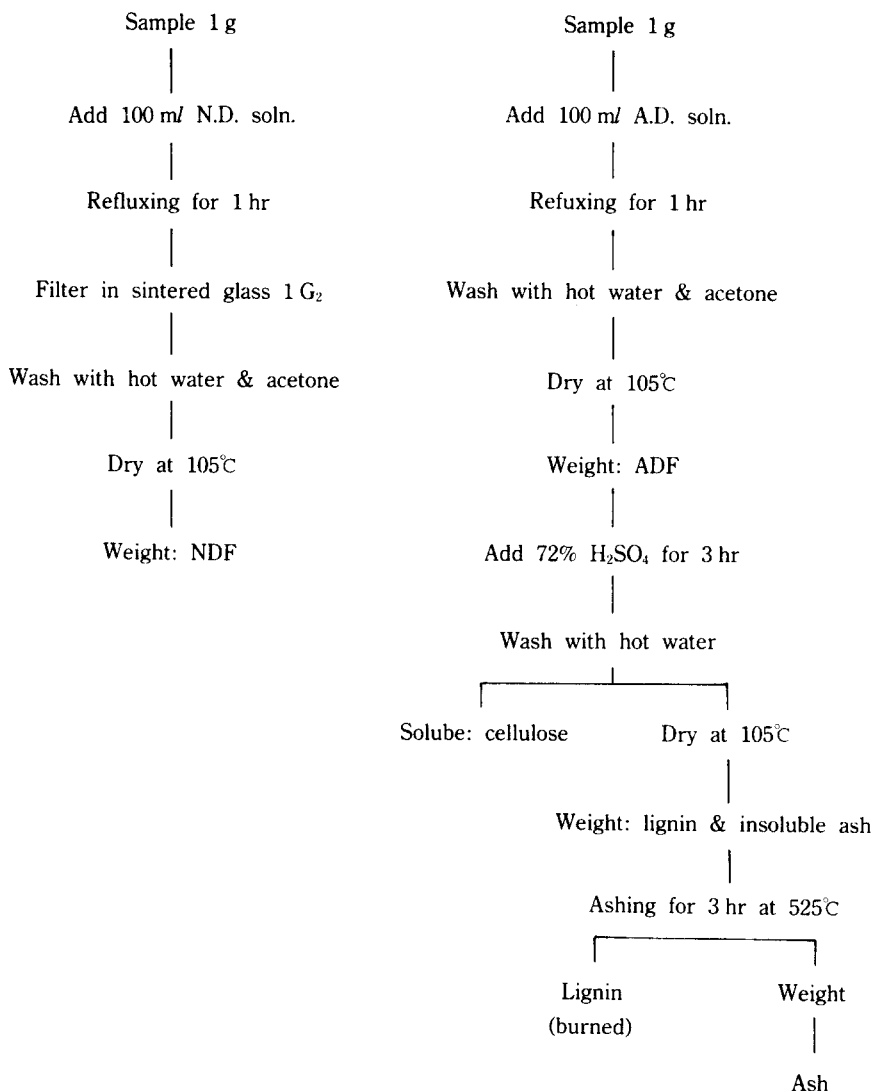 Sample 1 g
Add 100 ml N.D. soln.
Refluxing for 1 hr
Filter in sintered glass 1 G₂
Wash with hot water & acetone
Dry at 105℃
Weight: NDF
Sample 1 g
Add 100 ml A.D. soln.
Refuxing for 1 hr
Wash with hot water & acetone
Dry at 105℃
Weight: ADF
Add 72% H₂SO₄ for 3 hr
Wash with hot water
Solube: cellulose
Dry at 105℃
Weight: lignin & insoluble ash
Ashing for 3 hr at 525℃
Lignin
(burned)
Weight
Ash